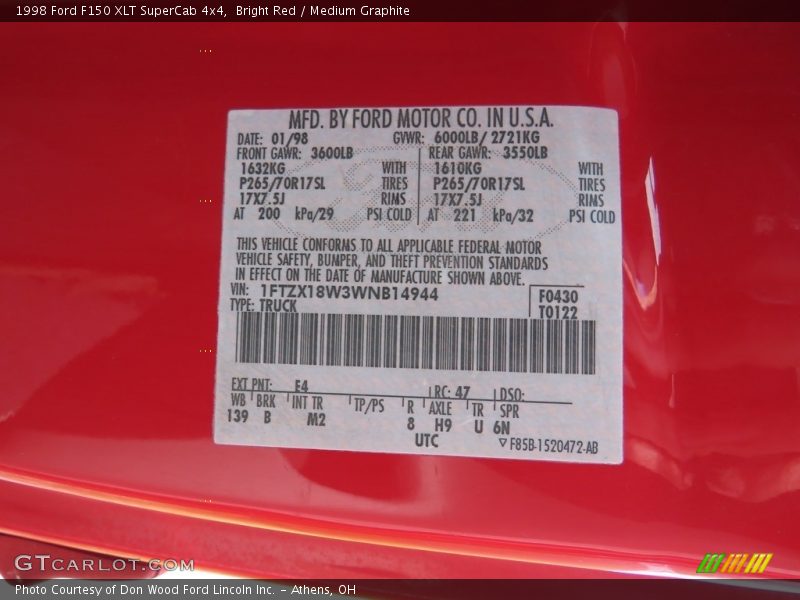 1998 Ford F150 XLT SuperCab 4x4,  Bright Red / Medium Graphite
MFD. BY FORD MOTOR CO. IN U.S.A.
DATE: 01/98 GVWR: 6000LB/ 2721KG
FRONT GAWR: 3600LB REAR GAWR: 3550LB
1632KG WITH 1610KG WITH
P265/70R17SL TIRES P265/70R17SL TIRES
17X7.5J RIMS 17X7.5J RIMS
AT 200 kPa/29 PSI COLD AT 221 kPa/32 PSI COLD
THIS VEHICLE CONFORMS TO ALL APPLICABLE FEDERAL MOTOR
VEHICLE SAFETY, BUMPER, AND THEFT PREVENTION STANDARDS
IN EFFECT ON THE DATE OF MANUFACTURE SHOWN ABOVE.
VIN: 1FTZX18W3WNB14944 F0430
TYPE: TRUCK T0122
EXT PNT: E4 RC: 47 DSO:
WB BRK INT TR TP/PS R AXLE TR SPR
139 B M2 8 H9 U 6N
UTC ▽ F85B-1520472-AB
GTCARLOT.COM
Photo Courtesy of Don Wood Ford Lincoln Inc. – Athens, OH